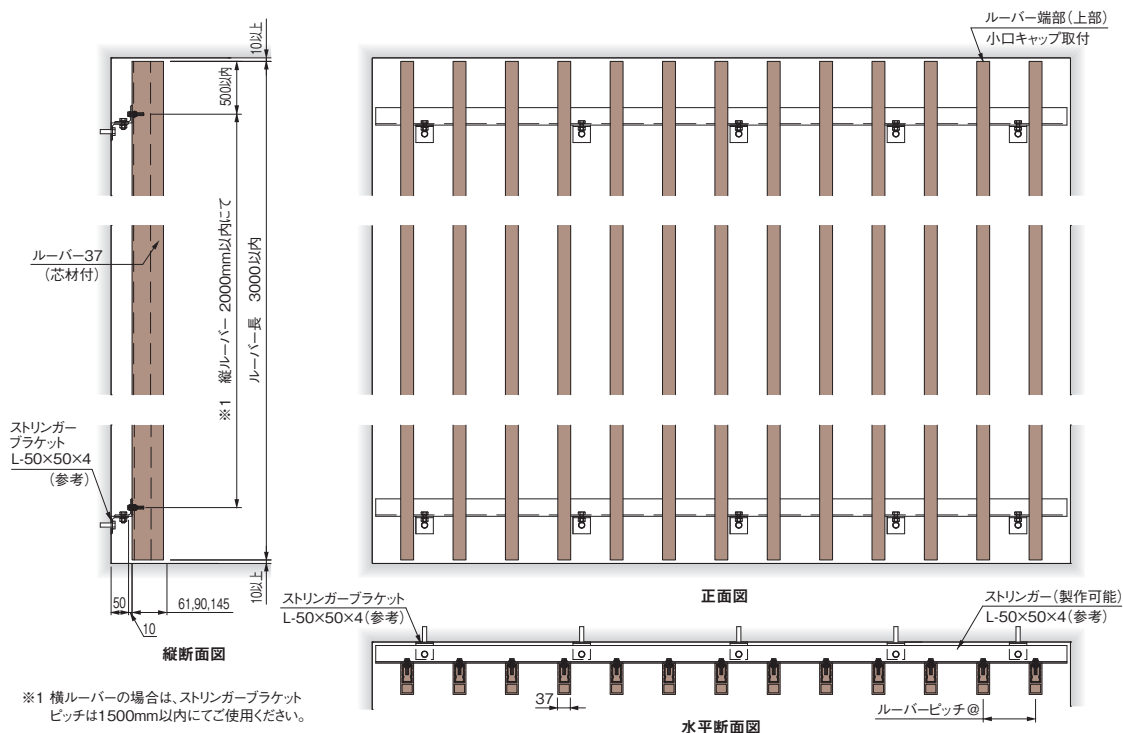 ルーバー端部(上部)
小口キャップ取付
10以上
500以内
ルーバー37
(芯材付)
※1 縦ルーバー 2000mm以内にて
ルーバー長 3000以内
ストリンガー
ブラケット
L-50×50×4
(参考)
10以上
50
61,90,145
10
縦断面図
正面図
ストリンガーブラケット
L-50×50×4(参考)
ストリンガー(製作可能)
L-50×50×4(参考)
37
ルーバーピッチ@
水平断面図
※1 横ルーバーの場合は、ストリンガーブラケット
ピッチは1500mm以内にてご使用ください。